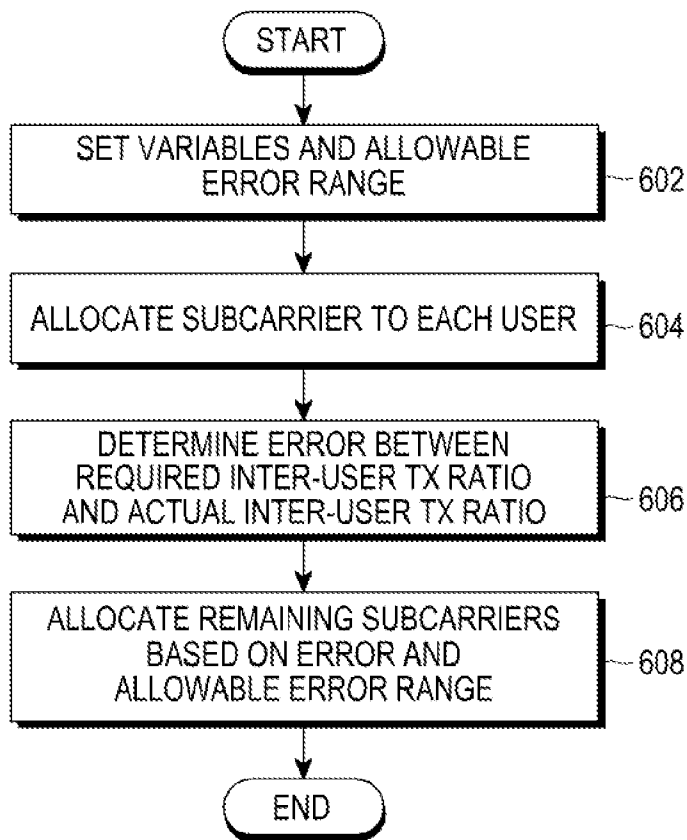 START
SET VARIABLES AND ALLOWABLE
ERROR RANGE
602
ALLOCATE SUBCARRIER TO EACH USER
604
DETERMINE ERROR BETWEEN
REQUIRED INTER-USER TX RATIO
AND ACTUAL INTER-USER TX RATIO
606
ALLOCATE REMAINING SUBCARRIERS
BASED ON ERROR AND
ALLOWABLE ERROR RANGE
608
END